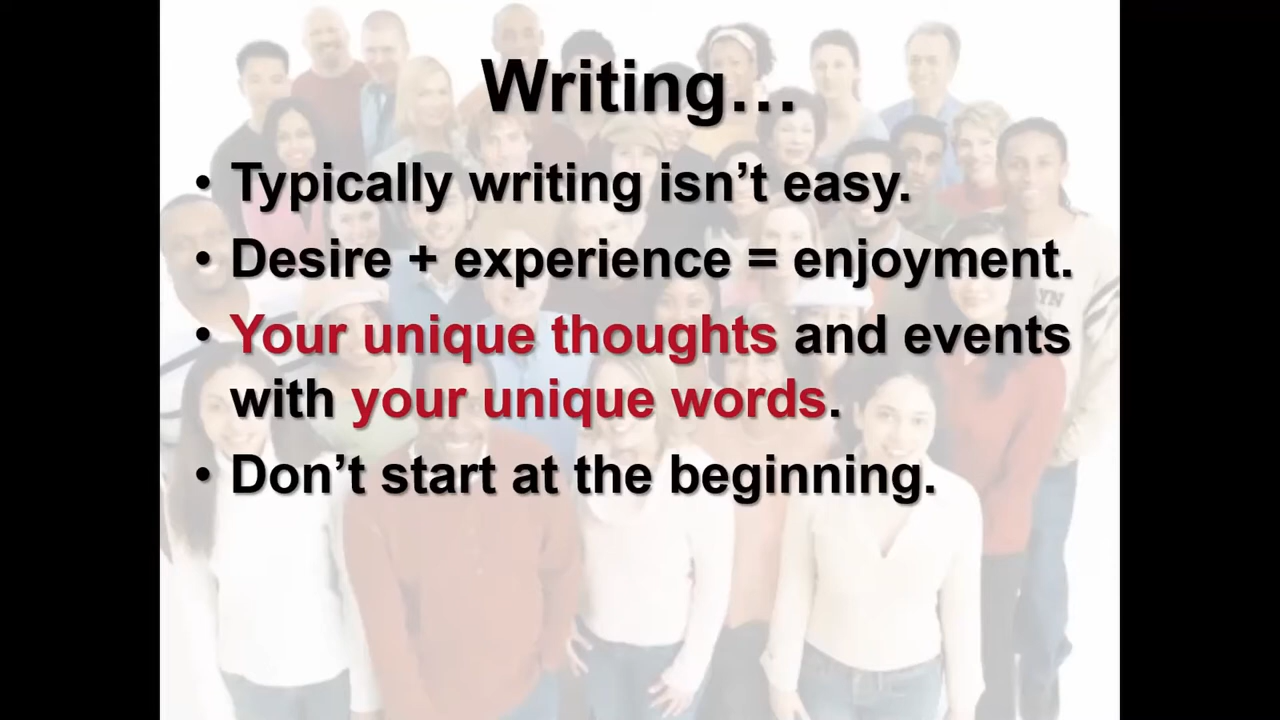 Writing…
• Typically writing isn’t easy.
• Desire + experience = enjoyment.
• Your unique thoughts and events
with your unique words.
• Don’t start at the beginning.